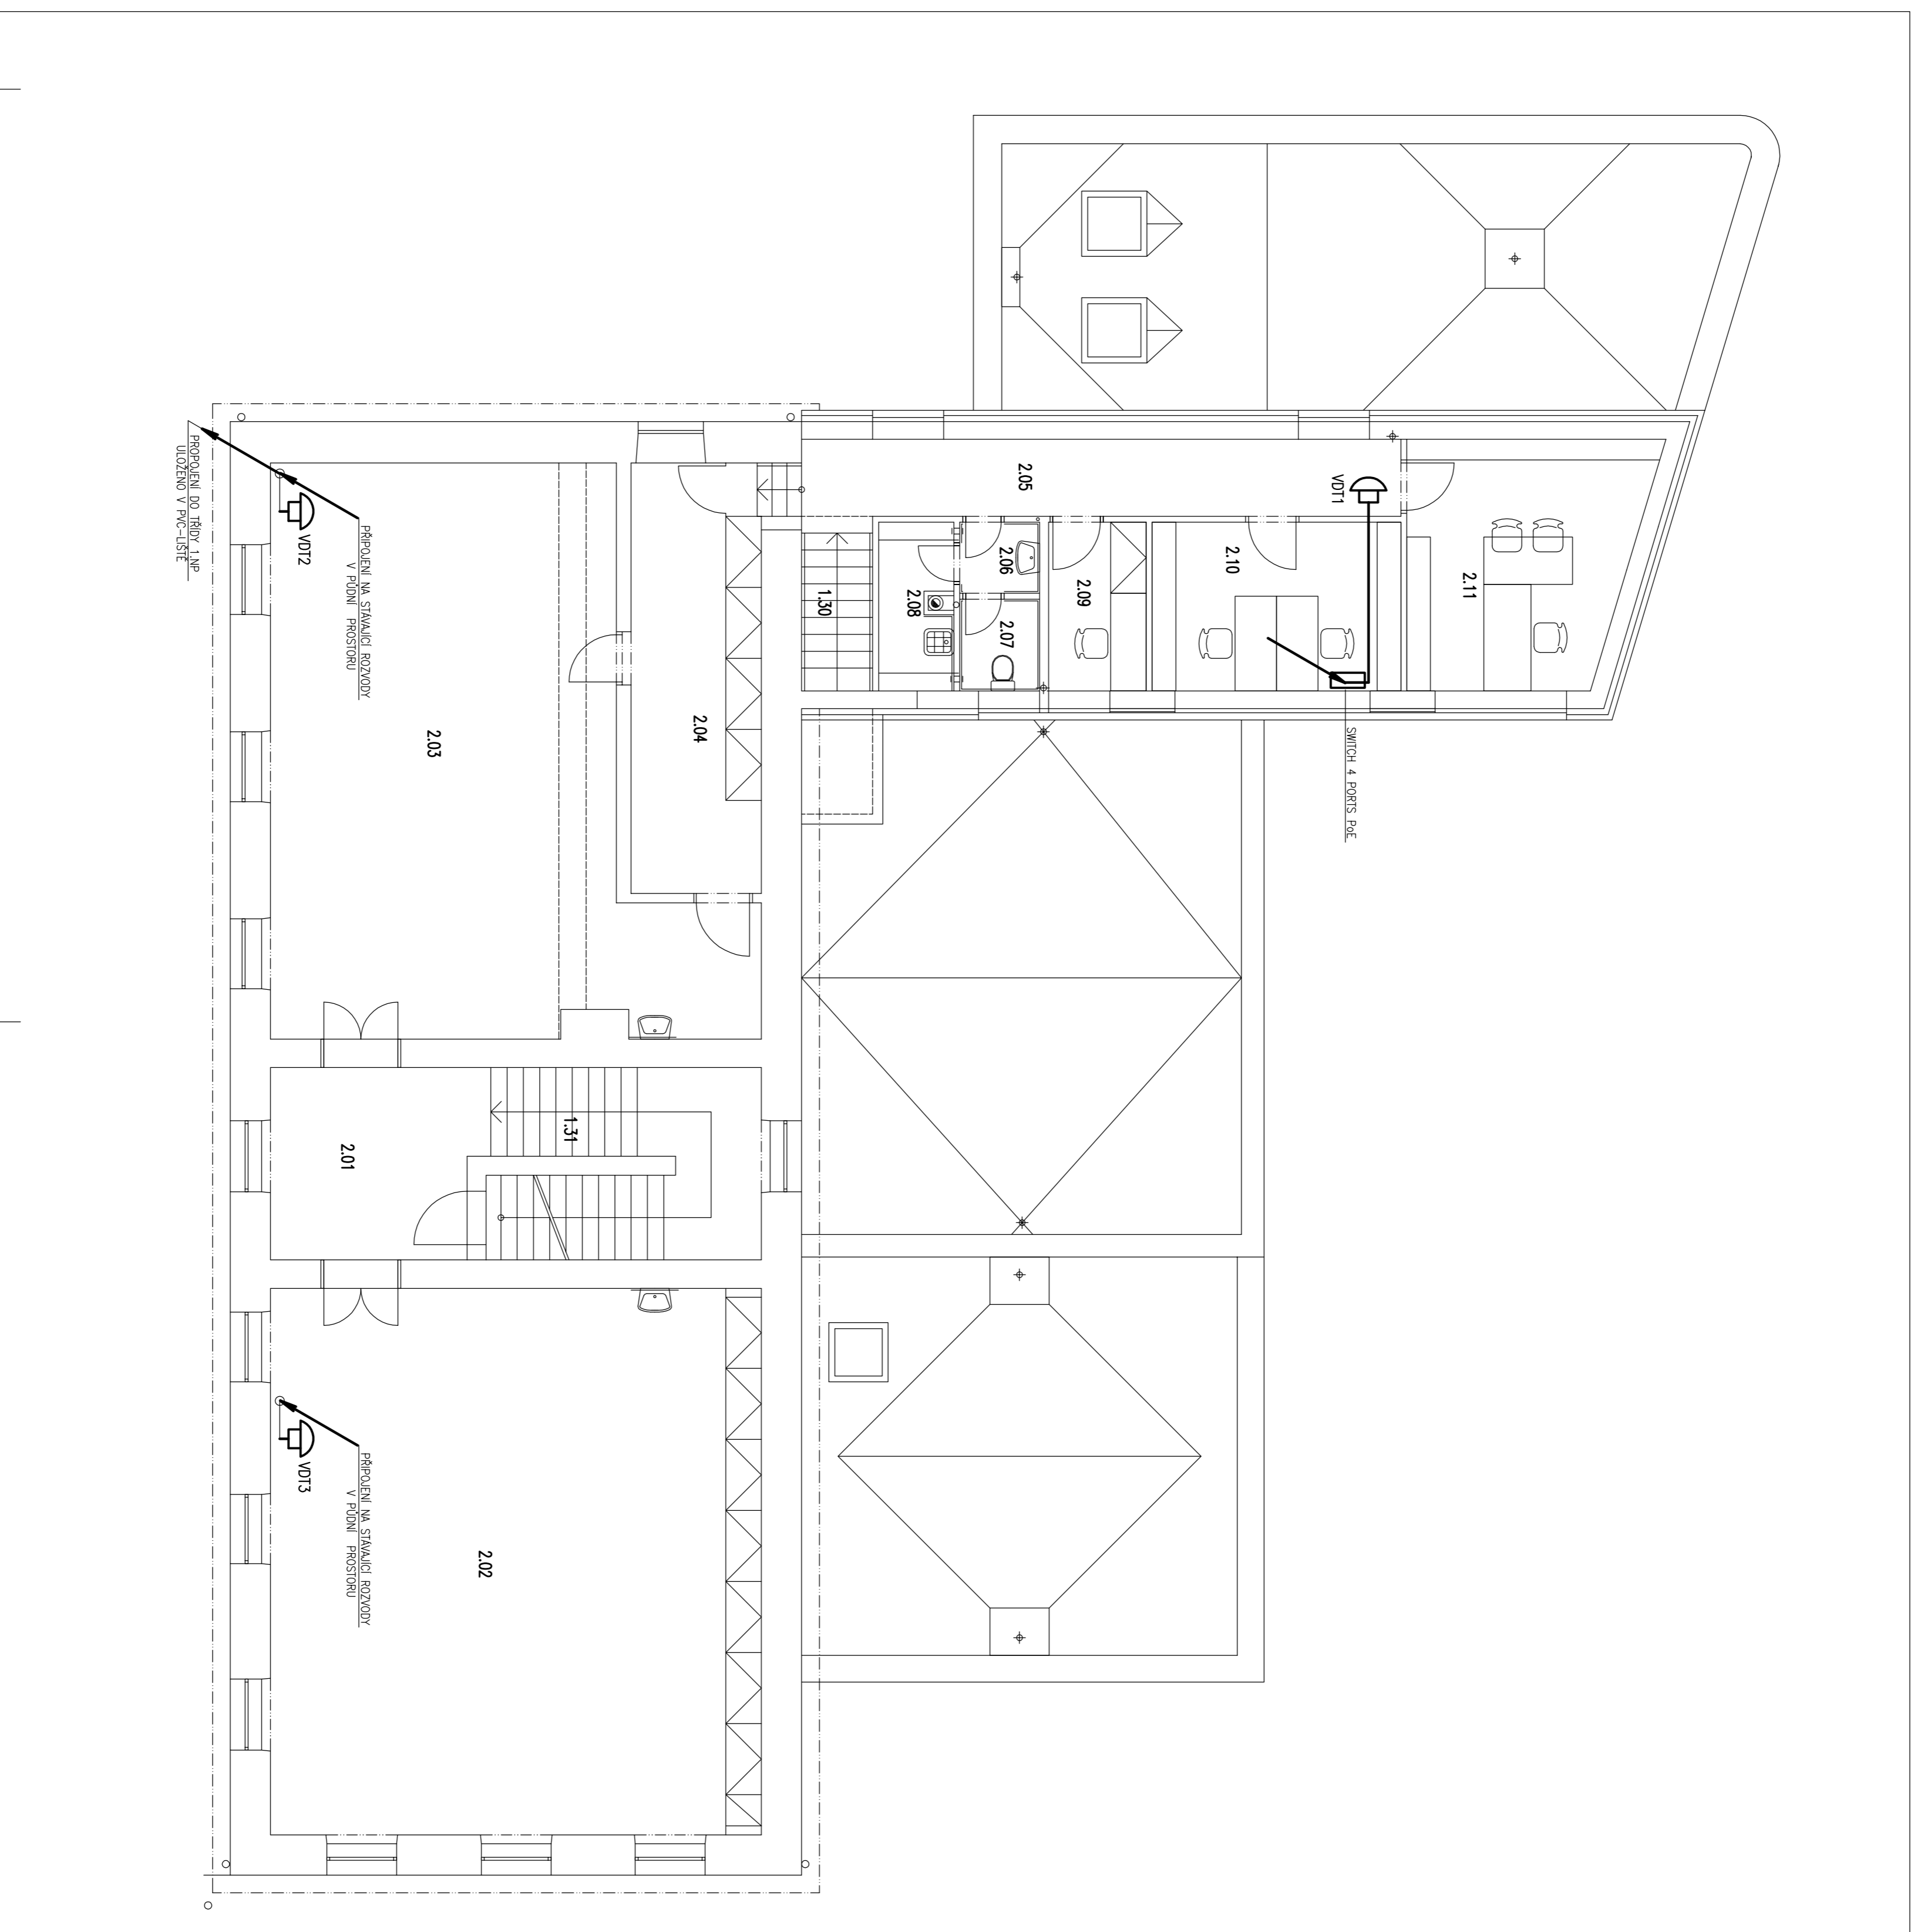 2.11
VDT1
SWITCH 4 PORTS PoE
2.10
2.09
2.05
2.06
2.07
2.08
1.30
2.04
2.03
PŘIPOJENÍ NA STÁVAJÍCÍ ROZVODY
V PŮDNÍ PROSTORU
VDT2
PROPOJENÍ DO TŘÍDY 1.NP
ULOŽENO V PVC-LIŠTĚ
1.31
2.01
2.02
PŘIPOJENÍ NA STÁVAJÍCÍ ROZVODY
V PŮDNÍ PROSTORU
VDT3